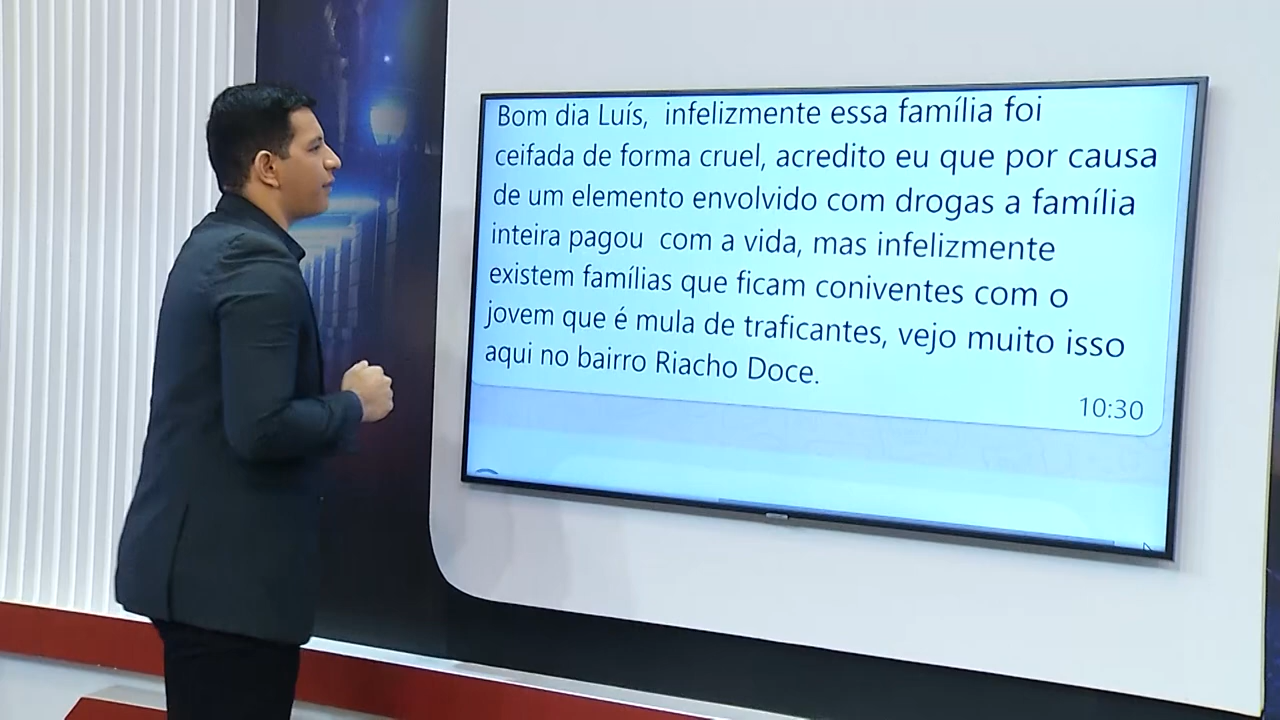 Bom dia Luís, infelizmente essa família foi
ceifada de forma cruel, acredito eu que por causa
de um elemento envolvido com drogas a família
inteira pagou com a vida, mas infelizmente
existem famílias que ficam coniventes com o
jovem que é mula de traficantes, vejo muito isso
aqui no bairro Riacho Doce.
10:30